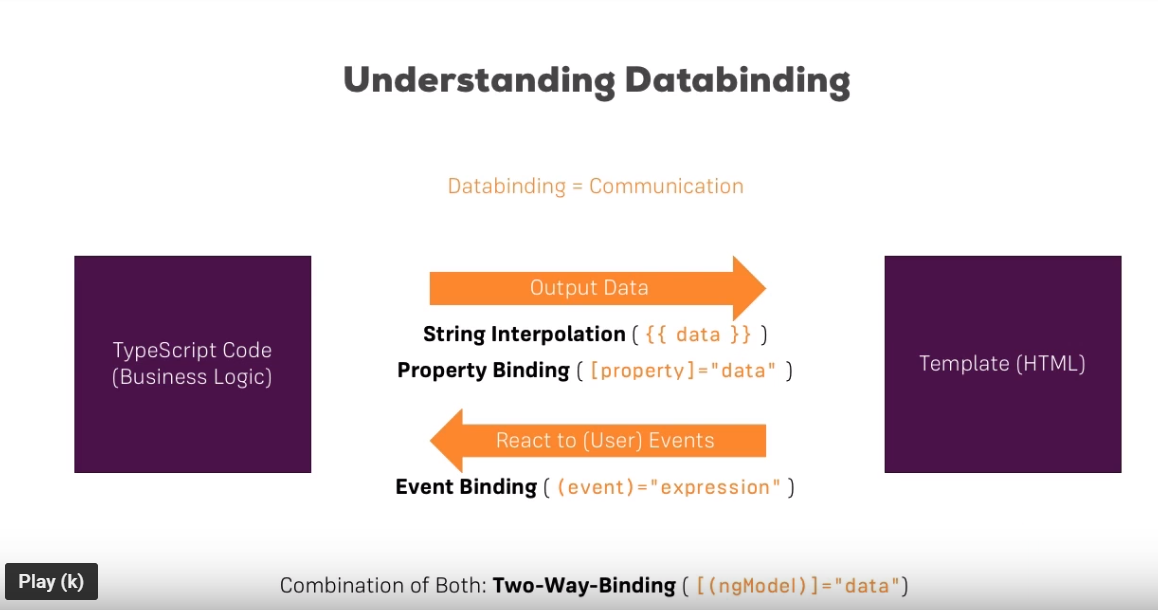 Understanding Databinding
Databinding = Communication
TypeScript Code
(Business Logic)
Output Data
String Interpolation ( {{ data }} )
Property Binding ( [property]="data" )
React to (User) Events
Event Binding ( (event)="expression" )
Template (HTML)
Play (k)
Combination of Both: Two-Way-Binding ( [(ngModel)]="data")